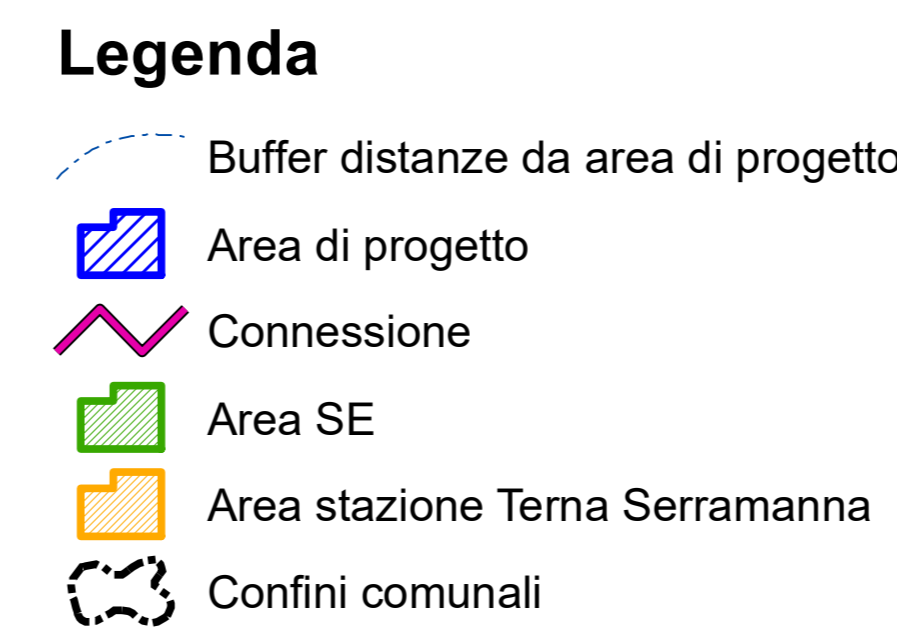 Legenda
Buffer distanze da area di progetto
Area di progetto
Connessione
Area SE
Area stazione Terna Serramanna
Confini comunali